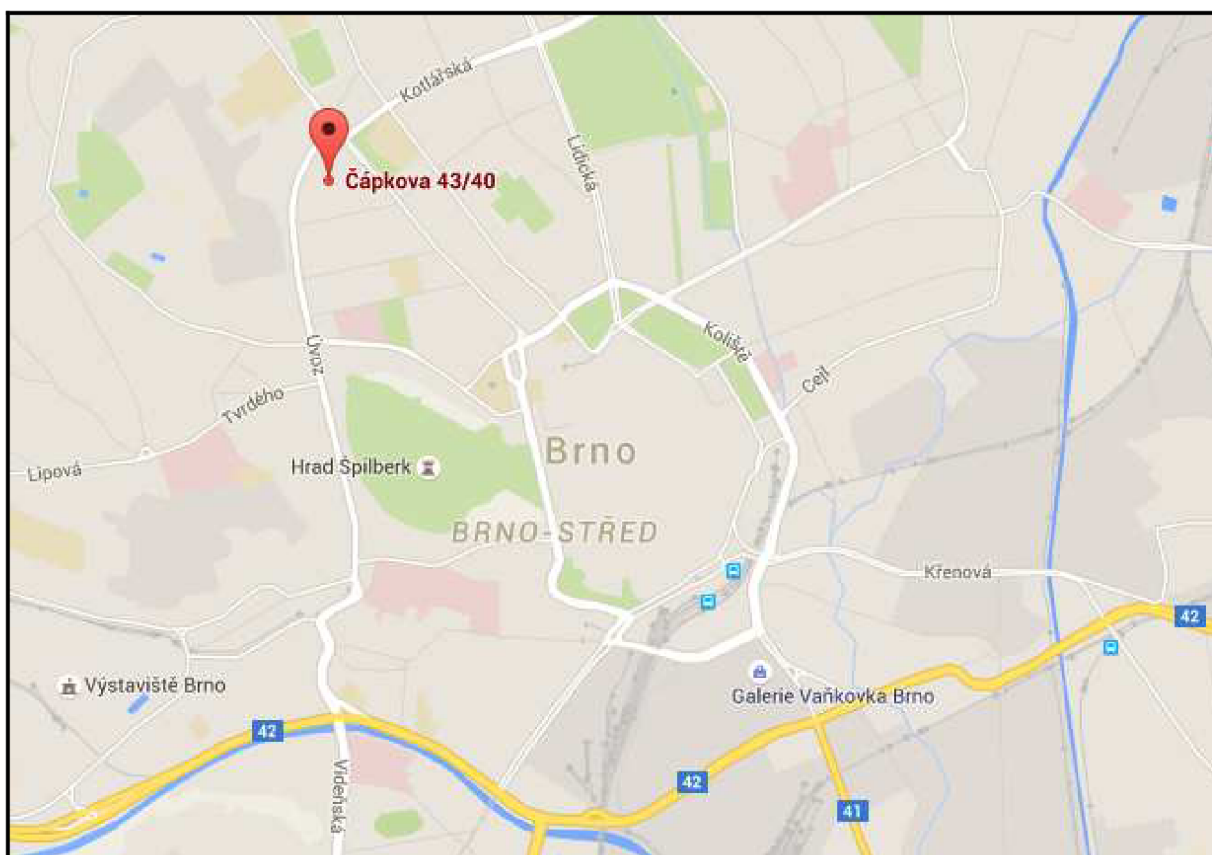 Kotlářská
Lidická
Čápkova 43/40
Koliště
Úvoz
Cejl
Tvrdého
Brno
Lipová
Hrad Špilberk
BRNO-STŘED
Křenová
42
Výstaviště Brno
Galerie Vaňkovka Brno
42
42
Vídeňská
41